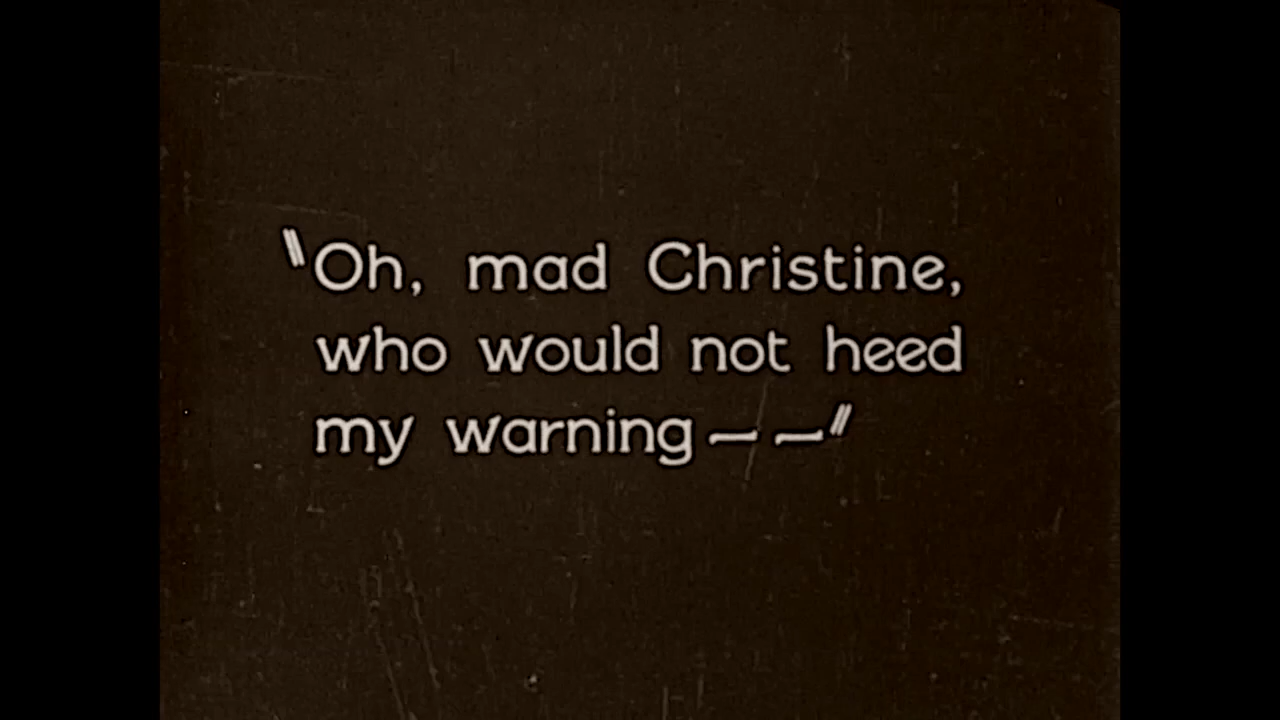 "Oh, mad Christine,
who would not heed
my warning — —"